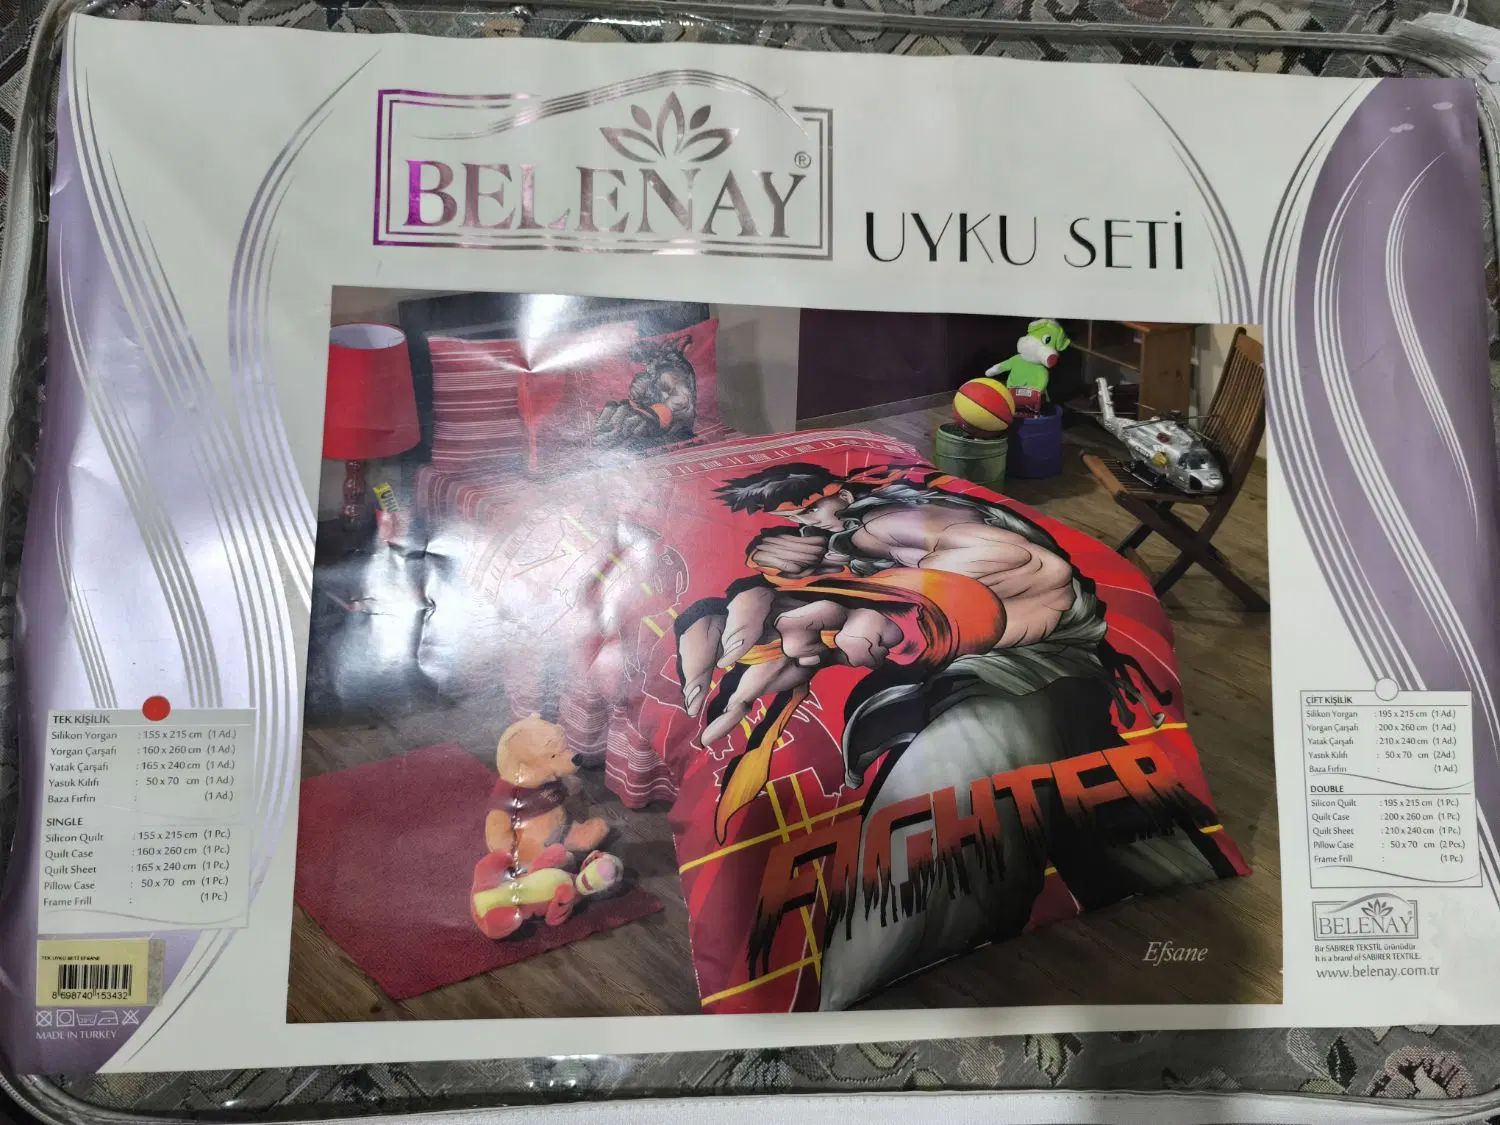 BELENAY ®
UYKU SETİ
FIGHTER
Efsane
TEK KİŞİLİK
Silikon Yorgan : 155 x 215 cm (1 Ad.)
Yorgan Çarşafı : 160 x 260 cm (1 Ad.)
Yatak Çarşafı : 165 x 240 cm (1 Ad.)
Yastık Kılıfı : 50 x 70 cm (1 Ad.)
Baza Fırfırı : (1 Ad.)
SINGLE
Silicon Quilt : 155 x 215 cm (1 Pc.)
Quilt Case : 160 x 260 cm (1 Pc.)
Quilt Sheet : 165 x 240 cm (1 Pc.)
Pillow Case : 50 x 70 cm (1 Pc.)
Frame Frill : (1 Pc.)
TEK UYKU SETİ EFSANE
8 698740 153432
MADE IN TURKEY
ÇİFT KİŞİLİK
Silikon Yorgan : 195 x 215 cm (1 Ad.)
Yorgan Çarşafı : 200 x 260 cm (1 Ad.)
Yatak Çarşafı : 210 x 240 cm (1 Ad.)
Yastık Kılıfı : 50 x 70 cm (2Ad.)
Baza Fırfırı : (1 Ad.)
DOUBLE
Silicon Quilt : 195 x 215 cm (1 Pc.)
Quilt Case : 200 x 260 cm (1 Pc.)
Quilt Sheet : 210 x 240 cm (1 Pc.)
Pillow Case : 50 x 70 cm (2 Pcs.)
Frame Frill : (1 Pc.)
BELENAY
Bir SABIRER TEKSTİL ürünüdür
It is a brand of SABIRER TEXTILE.
www.belenay.com.tr